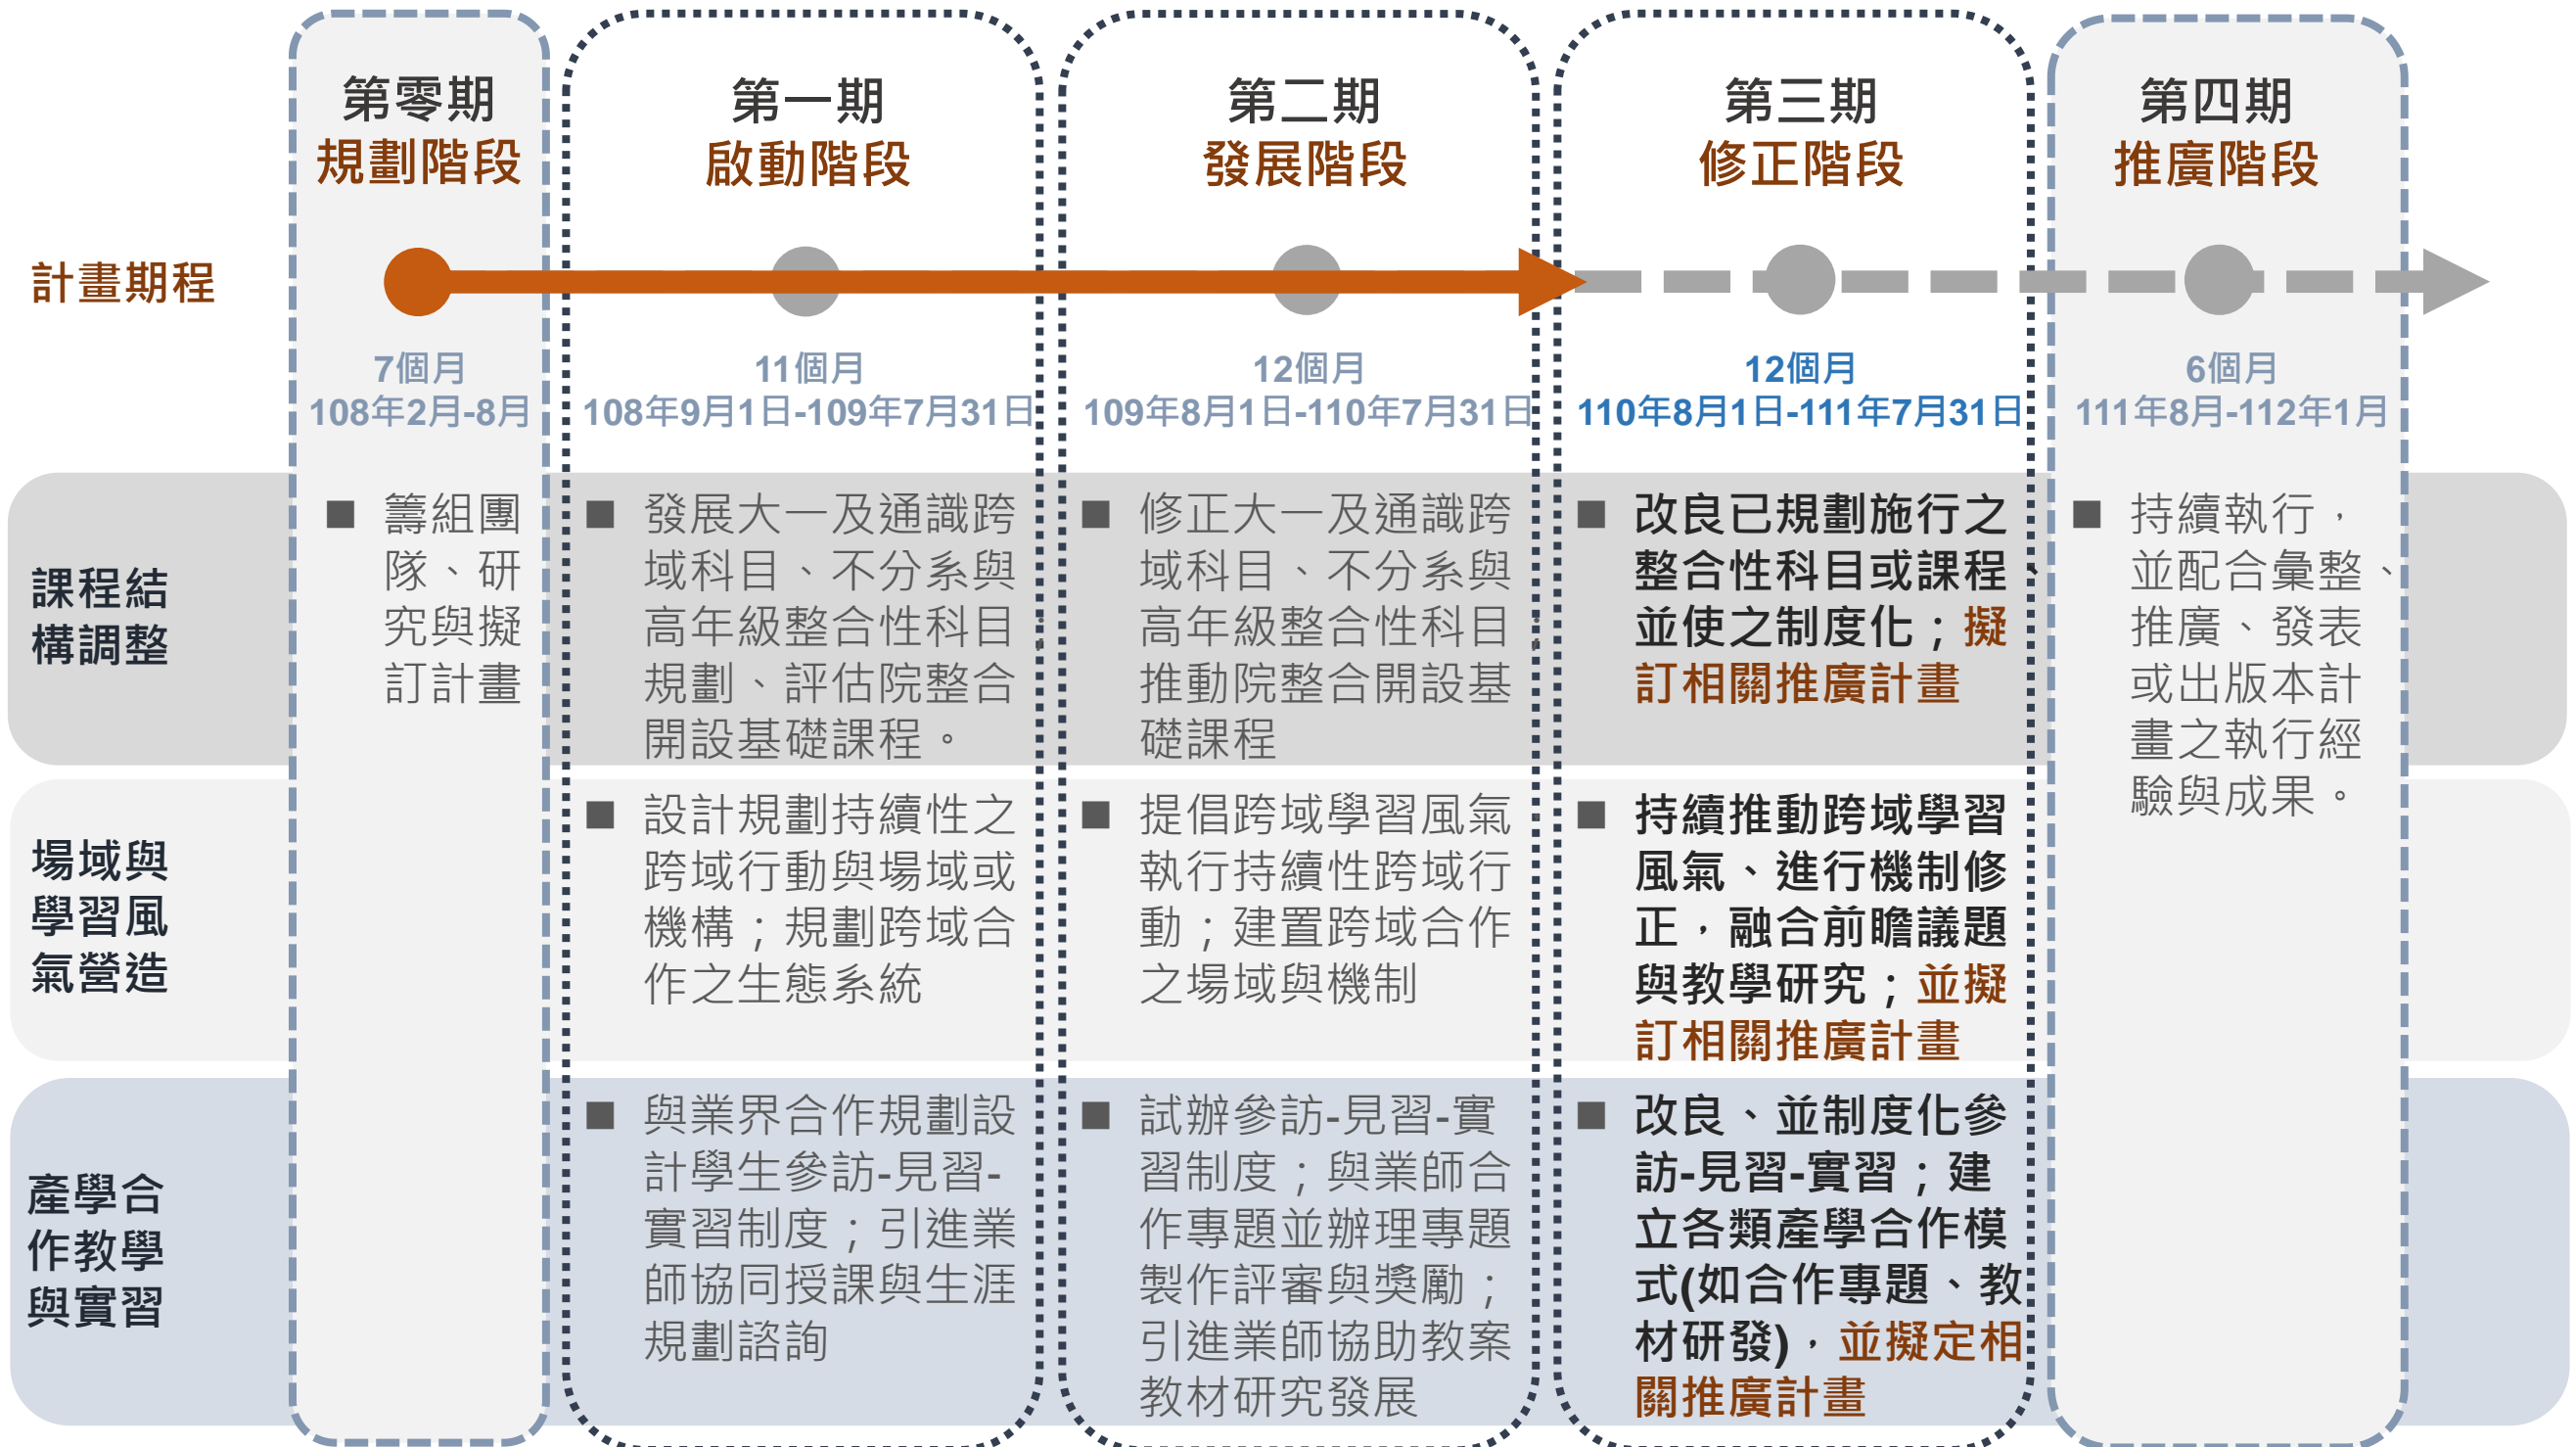 第零期
規劃階段
第一期
啟動階段
第二期
發展階段
第三期
修正階段
第四期
推廣階段
計畫期程
7個月
108年2月-8月
11個月
108年9月1日-109年7月31日
12個月
109年8月1日-110年7月31日
12個月
110年8月1日-111年7月31日
6個月
111年8月-112年1月
課程結
構調整
■ 籌組團
隊、研
究與擬
訂計畫
■ 發展大一及通識跨
域科目、不分系與
高年級整合性科目；
規劃、評估院整合
開設基礎課程。
■ 修正大一及通識跨
域科目、不分系與
高年級整合性科目；
推動院整合開設基
礎課程
■ 改良已規劃施行之
整合性科目或課程、
並使之制度化；擬
訂相關推廣計畫
■ 持續執行，
並配合彙整、
推廣、發表
或出版本計
畫之執行經
驗與成果。
場域與
學習風
氣營造
■ 設計規劃持續性之
跨域行動與場域或
機構；規劃跨域合
作之生態系統
■ 提倡跨域學習風氣
執行持續性跨域行
動；建置跨域合作
之場域與機制
■ 持續推動跨域學習
風氣、進行機制修
正，融合前瞻議題
與教學研究；並擬
訂相關推廣計畫
產學合
作教學
與實習
■ 與業界合作規劃設
計學生參訪-見習-
實習制度；引進業
師協同授課與生涯
規劃諮詢
■ 試辦參訪-見習-實
習制度；與業師合
作專題並辦理專題
製作評審與獎勵；
引進業師協助教案
教材研究發展
■ 改良、並制度化參
訪-見習-實習；建
立各類產學合作模
式(如合作專題、教
材研發)，並擬定相
關推廣計畫